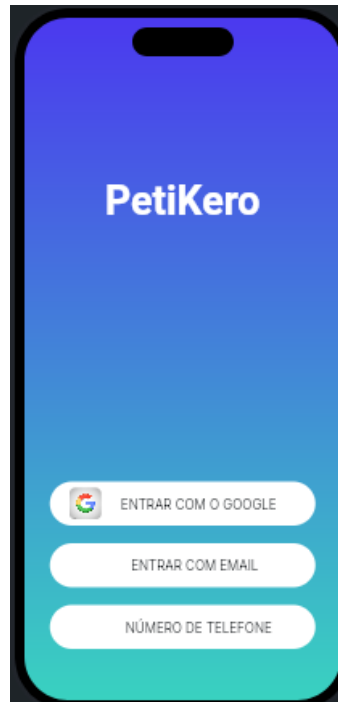 PetiKero
ENTRAR COM O GOOGLE
ENTRAR COM EMAIL
NÚMERO DE TELEFONE